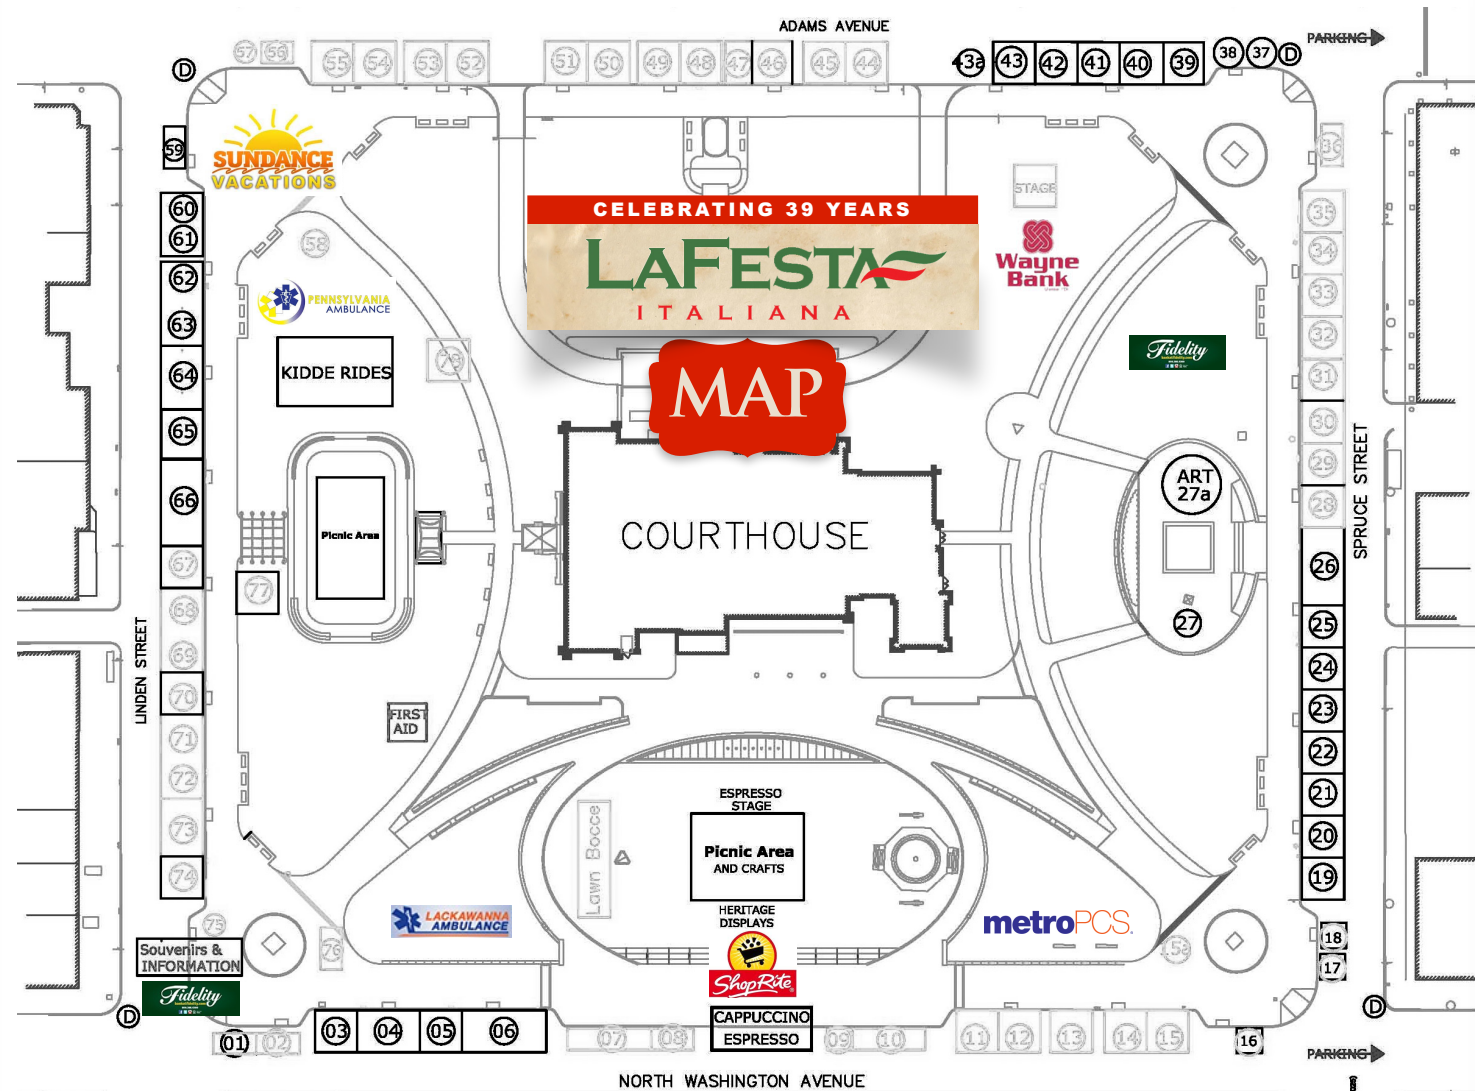 ADAMS AVENUE
PARKING
57 56 55 54 53 52 51 50 49 48 47 46 45 44 43a 43 42 41 40 39 38 37 D
D
59
SUNDANCE
VACATIONS
36
STAGE
60
61
58
CELEBRATING 39 YEARS
LAFESTA
ITALIANA
MAP
Wayne
Bank
35
34
33
32
31
30
29
28
62
63
64
65
66
67
68
69
70
71
72
73
74
PENNSYLVANIA
AMBULANCE
KIDDE RIDES
79
Fidelity
Picnic Area
77
COURTHOUSE
ART
27a
27
SPRUCE STREET
LINDEN STREET
26
25
24
23
22
21
20
19
FIRST
AID
ESPRESSO
STAGE
Picnic Area
AND CRAFTS
Lawn Bocce
HERITAGE
DISPLAYS
ShopRite
LACKAWANNA
AMBULANCE
metroPCS.
75
76
Souvenirs &
INFORMATION
Fidelity
15a
18
17
D
D
01 02 03 04 05 06 07 08
CAPPUCCINO
ESPRESSO
09 10 11 12 13 14 15 16
PARKING
NORTH WASHINGTON AVENUE